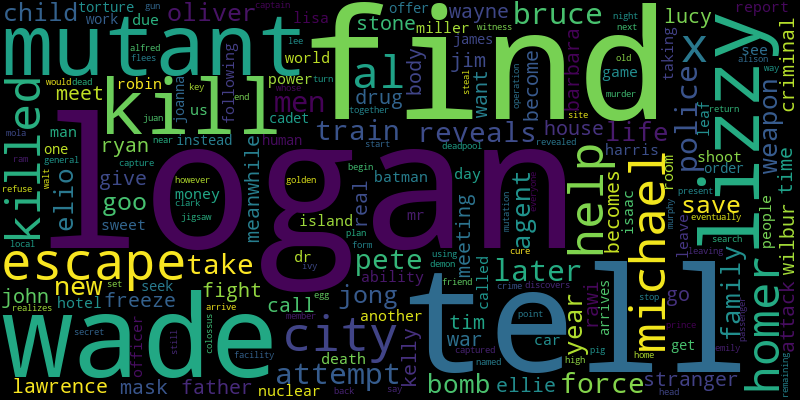 logan
find
tell
wade
mutant
kill
lizzy
escape
killed
michael
help
homer
city
x
al
men
bruce
police
family
weapon
force
save
life
agent
attempt
bomb
later
pete
jong
goo
elio
new
take
train
reveals
child
oliver
wayne
stone
lisa
miller
jim
lucy
barbara
body
become
becomes
house
year
rawi
go
get
stranger
ellie
tim
war
car
meeting
called
day
drug
want
power
world
us
game
taking
see
report
criminal
time
wilbur
attack
people
leaf
order
shoot
room
isaac
harris
leave
meet
robin
due
work
torture
ryan
give
money
real
batman
mr
island
dr
meanwhile
instead
cadet
following
joanna
human
man
one
sweet
john
hotel
freeze
seek
fight
call
another
ability
death
nuclear
father
mask
lawrence
officer
kelly
arrives
james
offer
witness
night
next
captain
gun
alison
way
return
murder
old
site
revealed
operation
steal
together
deadpool
start
begin
golden
plan
form
ivy
egg
cure
mutation
using
demon
friend
crime
discovers
member
captured
named
point
high
pig
stop
home
prince
murphy
search
leaving
eventually
present
passenger
emily
remaining
head
say
back
facility
still
colossus
arrive
set
secret
realizes
local
general
refuse
walt
ram
mola
capture
near
juan
however
clark
jigsaw
key
end
whose
turn
lee
alfred
flees
would
dead
everyone